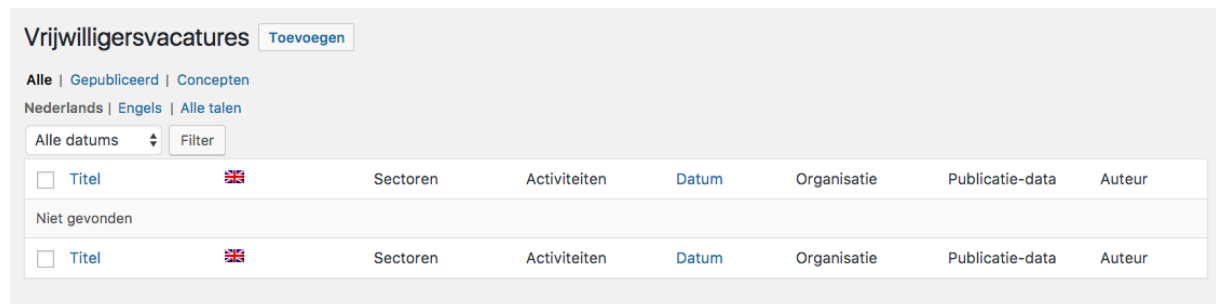 Vrijwilligersvacatures Toevoegen
Alle | Gepubliceerd | Concepten
Nederlands | Engels | Alle talen
Alle datums Filter
Titel Sectoren Activiteiten Datum Organisatie Publicatie-data Auteur
Niet gevonden
Titel Sectoren Activiteiten Datum Organisatie Publicatie-data Auteur